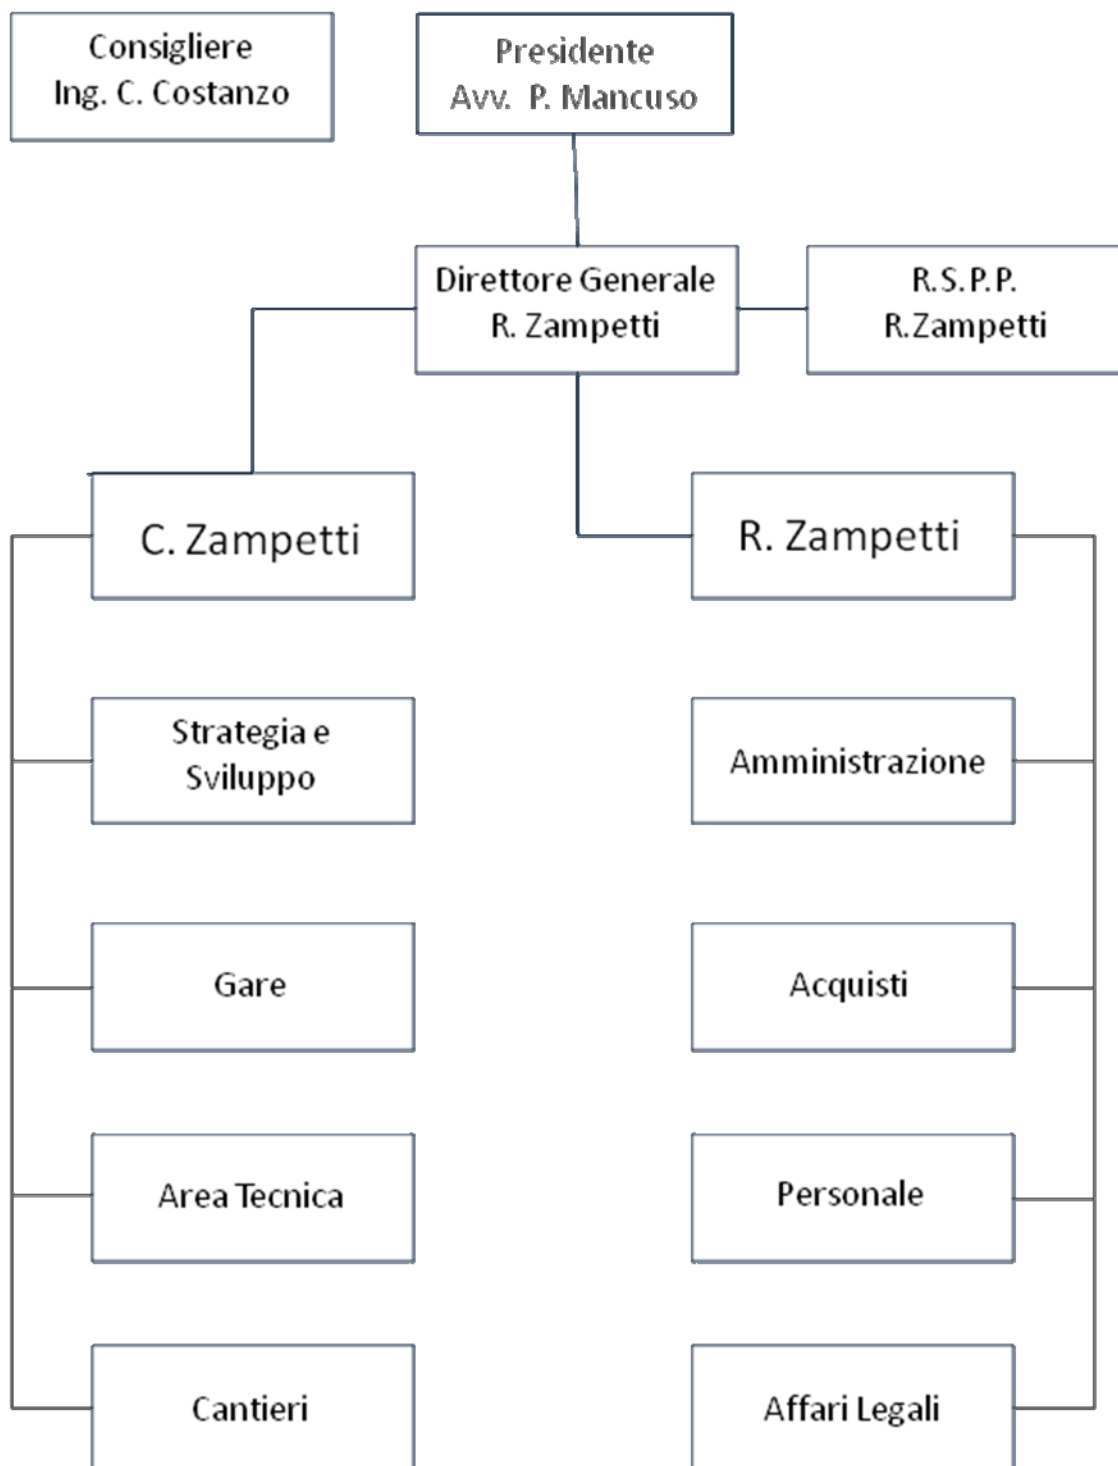 Consigliere
Ing. C. Costanzo
Presidente
Avv. P. Mancuso
Direttore Generale
R. Zampetti
R.S.P.P.
R.Zampetti
C. Zampetti
R. Zampetti
Strategia e
Sviluppo
Amministrazione
Gare
Acquisti
Area Tecnica
Personale
Cantieri
Affari Legali